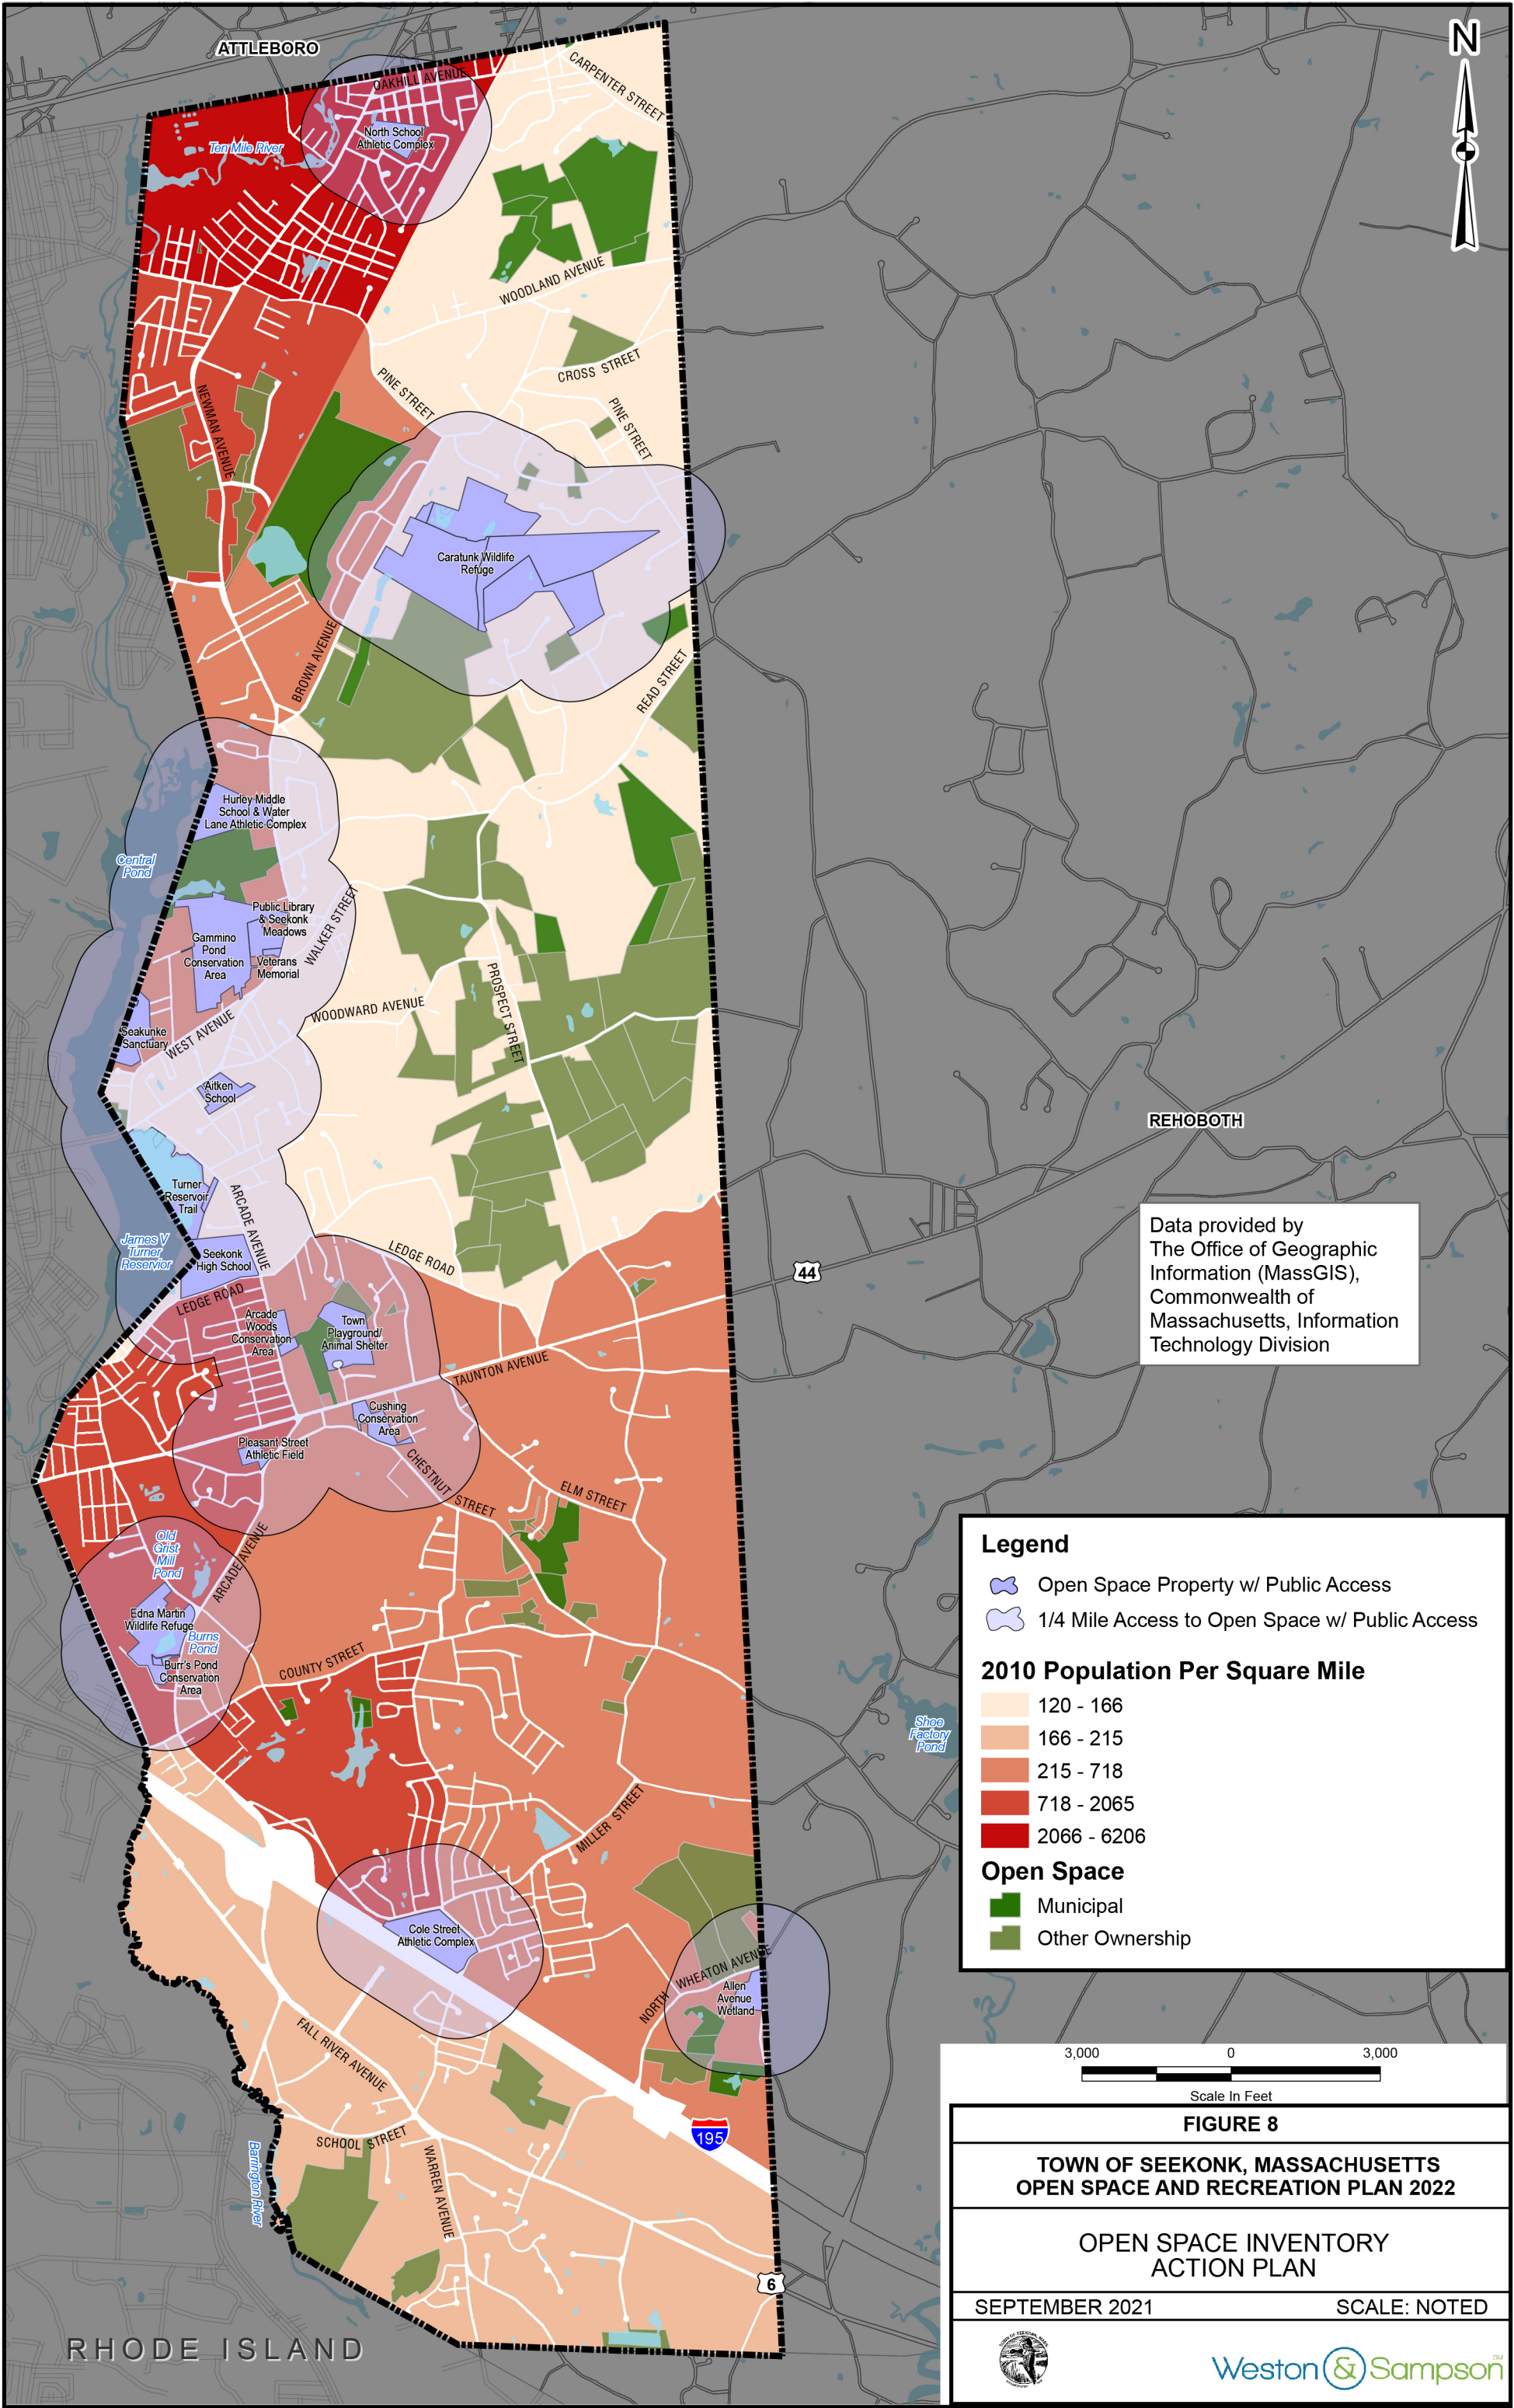 ATTLEBORO
N
OAKHILL AVENUE
CARPENTER STREET
North School
Athletic Complex
Ten Mile River
WOODLAND AVENUE
CROSS STREET
PINE STREET
PINE STREET
NEWMAN AVENUE
Caratunk Wildlife
Refuge
BROWN AVENUE
READ STREET
Hurley Middle
School & Water
Lane Athletic Complex
Central
Pond
Public Library
& Seekonk
Meadows
WALKER STREET
Gammino
Pond
Conservation
Area
Veterans
Memorial
PROSPECT STREET
WOODWARD AVENUE
Seakunke
Sanctuary
WEST AVENUE
Aitken
School
REHOBOTH
Turner
Reservoir
Trail
ARCADE AVENUE
James V
Turner
Reservior
Seekonk
High School
LEDGE ROAD
44
LEDGE ROAD
Arcade
Woods
Conservation
Area
Town
Playground/
Animal Shelter
TAUNTON AVENUE
Cushing
Conservation
Area
Pleasant Street
Athletic Field
CHESTNUT STREET
ELM STREET
Old
Grist
Mill
Pond
ARCADE AVENUE
Edna Martin
Wildlife Refuge
Burns
Pond
Burr's Pond
Conservation
Area
COUNTY STREET
Shoe
Factory
Pond
MILLER STREET
Cole Street
Athletic Complex
NORTH WHEATON AVENUE
Allen
Avenue
Wetland
FALL RIVER AVENUE
195
SCHOOL STREET
WARREN AVENUE
Barrington River
6
RHODE ISLAND
Data provided by
The Office of Geographic
Information (MassGIS),
Commonwealth of
Massachusetts, Information
Technology Division
Legend
Open Space Property w/ Public Access
1/4 Mile Access to Open Space w/ Public Access
2010 Population Per Square Mile
120 - 166
166 - 215
215 - 718
718 - 2065
2066 - 6206
Open Space
Municipal
Other Ownership
3,000 0 3,000
Scale In Feet
FIGURE 8
TOWN OF SEEKONK, MASSACHUSETTS
OPEN SPACE AND RECREATION PLAN 2022
OPEN SPACE INVENTORY
ACTION PLAN
SEPTEMBER 2021 SCALE: NOTED
Weston & Sampson